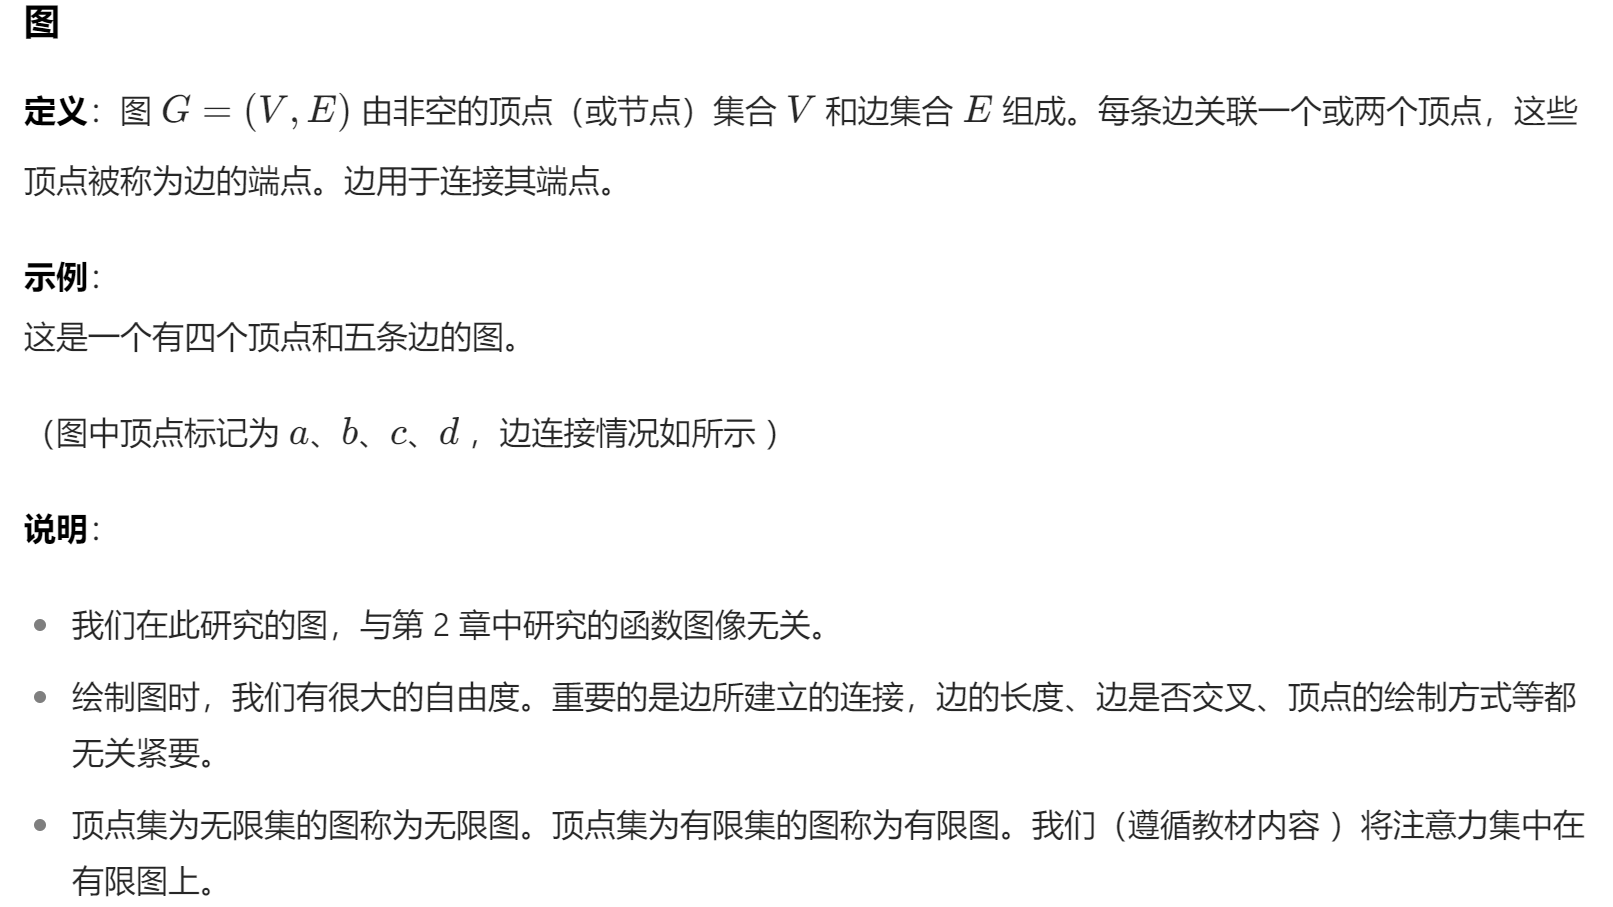 图
定义：图 G = (V, E) 由非空的顶点（或节点）集合 V 和边集合 E 组成。每条边关联一个或两个顶点，这些
顶点被称为边的端点。边用于连接其端点。
示例：
这是一个有四个顶点和五条边的图。
（图中顶点标记为 a、b、c、d ，边连接情况如所示 ）
说明：
• 我们在此研究的图，与第 2 章中研究的函数图像无关。
• 绘制图时，我们有很大的自由度。重要的是边所建立的连接，边的长度、边是否交叉、顶点的绘制方式等都
无关紧要。
• 顶点集为无限集的图称为无限图。顶点集为有限集的图称为有限图。我们（遵循教材内容 ）将注意力集中在
有限图上。